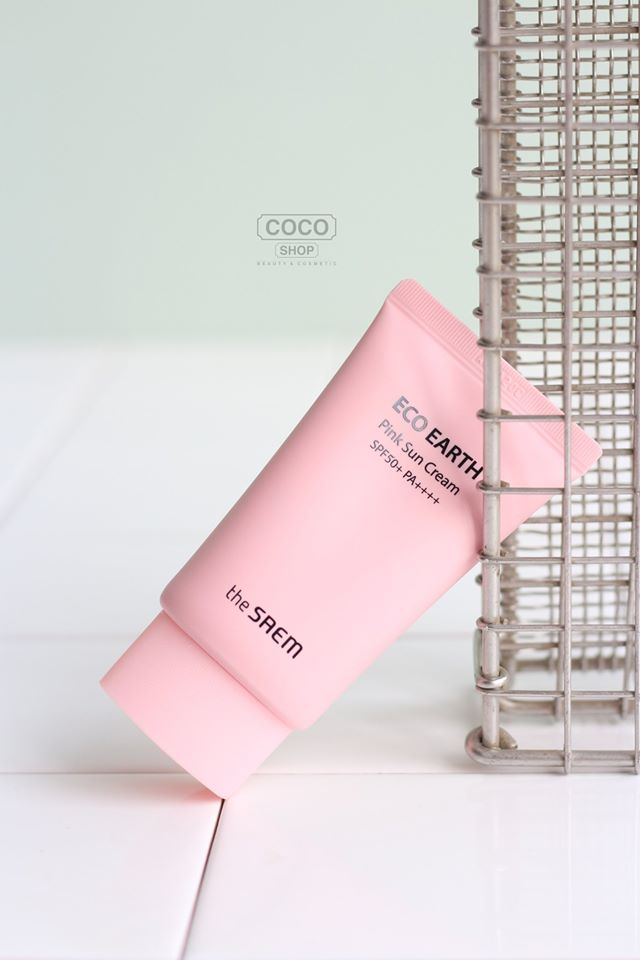 COCO
SHOP
BEAUTY & COSMETIC
ECO EARTH
Pink Sun Cream
SPF50+ PA++++
the SAEM